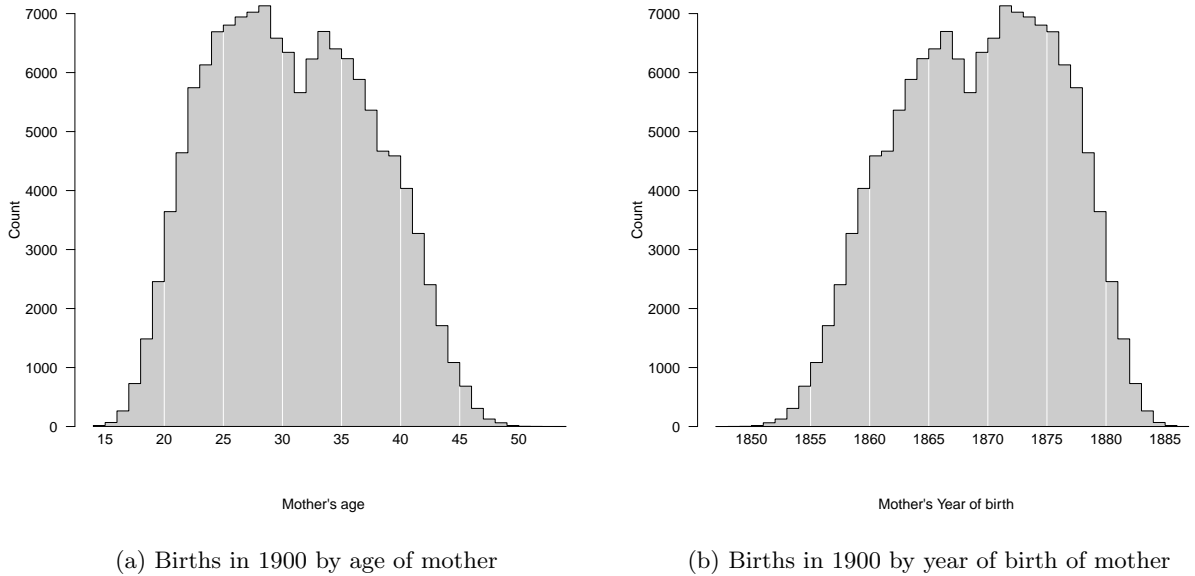 7000
6000
5000
4000
3000
2000
1000
0
Count
15 20 25 30 35 40 45 50
Mother's age
(a) Births in 1900 by age of mother
7000
6000
5000
4000
3000
2000
1000
0
Count
1850 1855 1860 1865 1870 1875 1880 1885
Mother's Year of birth
(b) Births in 1900 by year of birth of mother